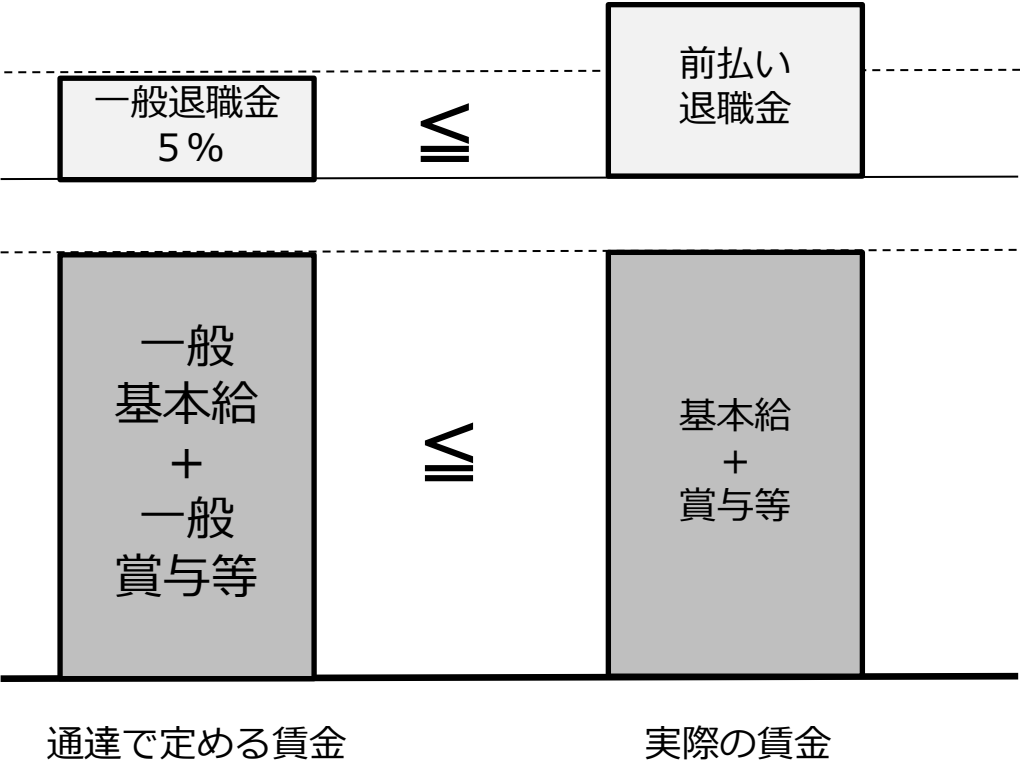 一般退職金
５％
≦
前払い
退職金
一般
基本給
＋
一般
賞与等
≦
基本給
＋
賞与等
通達で定める賃金
実際の賃金